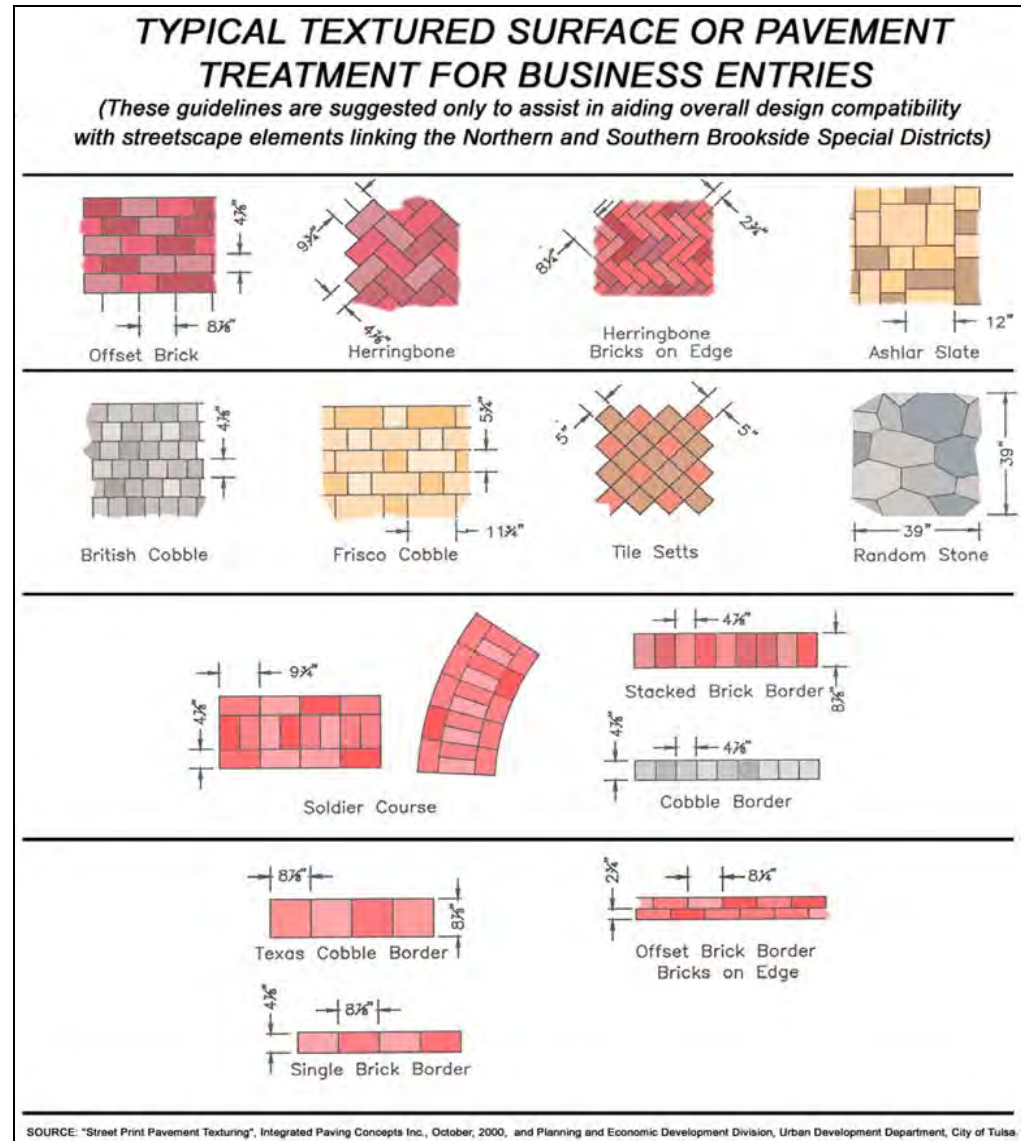 TYPICAL TEXTURED SURFACE OR PAVEMENT
TREATMENT FOR BUSINESS ENTRIES
(These guidelines are suggested only to assist in aiding overall design compatibility
with streetscape elements linking the Northern and Southern Brookside Special Districts)
4⅞"
8⅞"
Offset Brick
9¾"
4⅞"
Herringbone
2¾"
8¼"
Herringbone
Bricks on Edge
12"
Ashlar Slate
4⅞"
British Cobble
5¾"
11¾"
Frisco Cobble
5"
5"
Tile Setts
39"
39"
Random Stone
9¾"
4⅞"
Soldier Course
4⅞"
8⅞"
Stacked Brick Border
4⅞"
4⅞"
Cobble Border
8⅞"
8⅞"
Texas Cobble Border
2¾"
8¼"
Offset Brick Border
Bricks on Edge
4⅞"
8⅞"
Single Brick Border
SOURCE: "Street Print Pavement Texturing", Integrated Paving Concepts Inc., October, 2000, and Planning and Economic Development Division, Urban Development Department, City of Tulsa